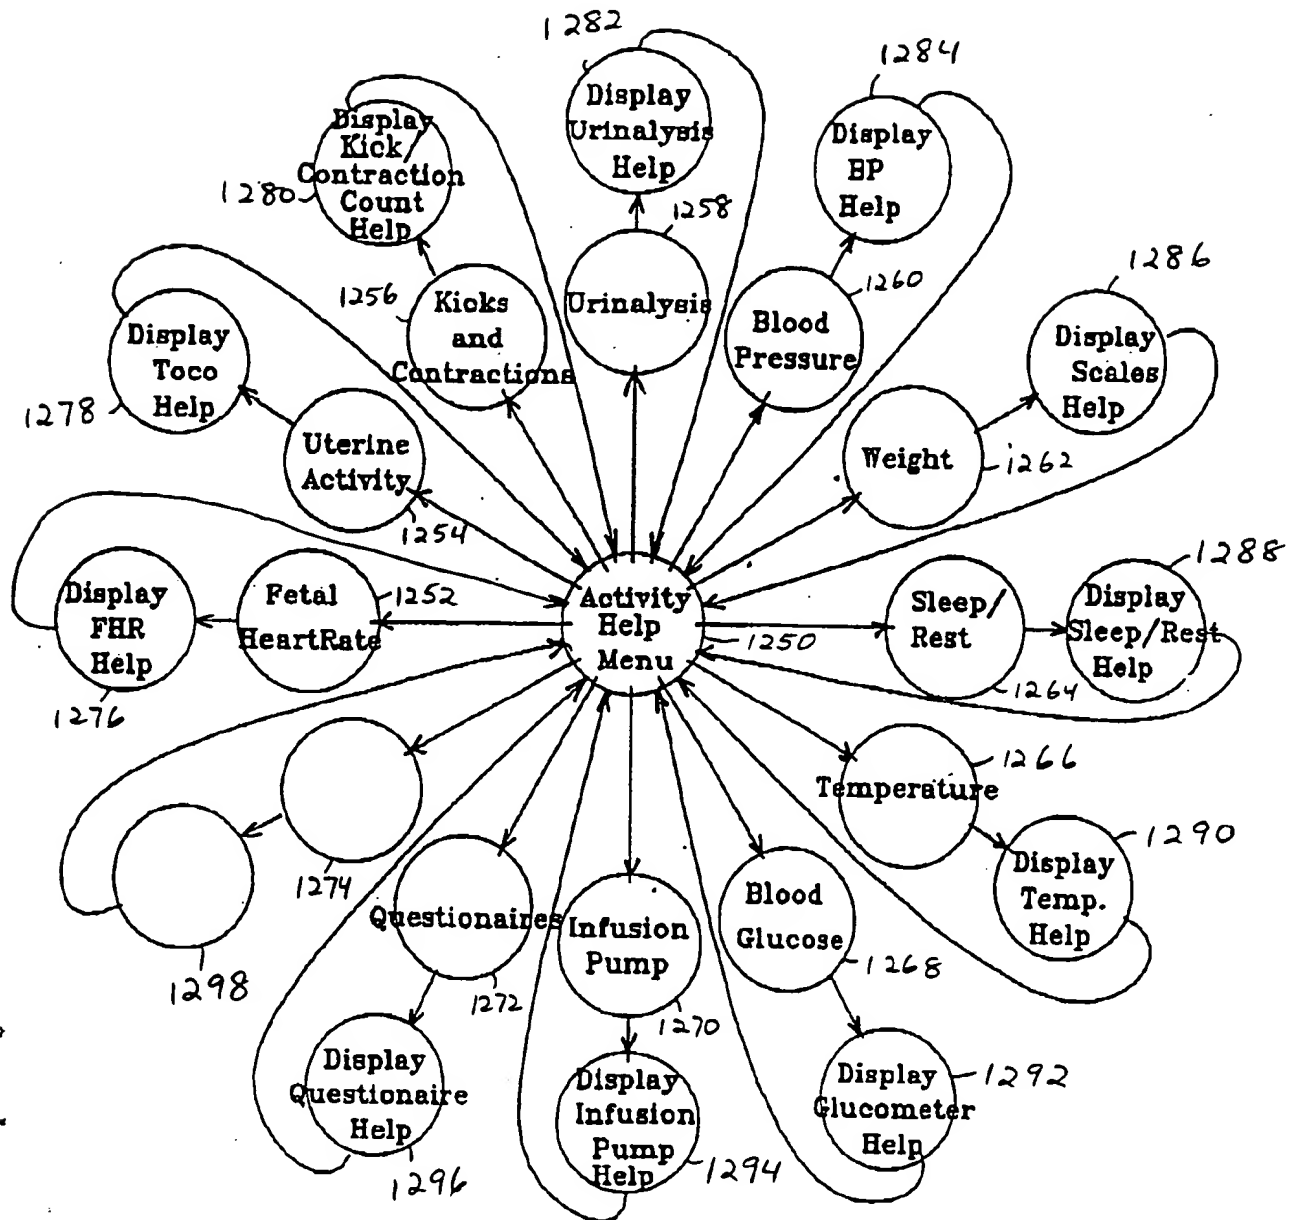 1282
Display
Urinalysis
Help
1284
Display
BP
Help
Display
Kick/
Contraction
Count
Help
1280
1258
Urinalysis
1256
Kicks
and
Contractions
1260
Blood
Pressure
1286
Display
Scales
Help
Display
Toco
Help
1278
Uterine
Activity
1254
Weight
1262
1288
Display
Sleep/Rest
Help
Sleep/
Rest
1264
Activity
Help
Menu
1250
1252
Fetal
HeartRate
Display
FHR
Help
1276
1266
Temperature
1290
Display
Temp.
Help
1274
1298
Questionaires
1272
Infusion
Pump
1270
Blood
Glucose
1268
Display
Questionaire
Help
1296
Display
Infusion
Pump
Help
1294
Display
Glucometer
Help
1292